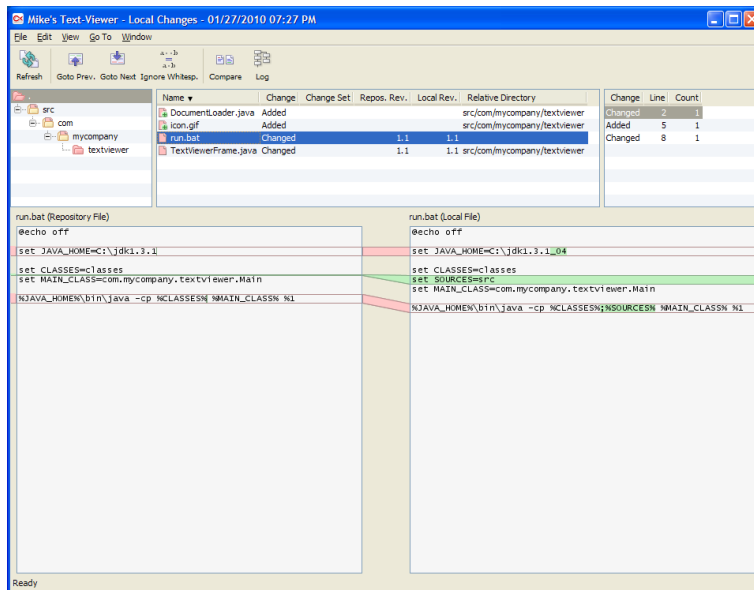 Mike's Text-Viewer - Local Changes - 01/27/2010 07:27 PM
File Edit View Go To Window
a··b
=
a·b
Refresh Goto Prev. Goto Next Ignore Whitesp. Compare Log
.
src
com
mycompany
textviewer
Name Change Change Set Repos. Rev. Local Rev. Relative Directory
DocumentLoader.java Added src/com/mycompany/textviewer
icon.gif Added src/com/mycompany/textviewer
run.bat Changed 1.1 1.1
TextViewerFrame.java Changed 1.1 1.1 src/com/mycompany/textviewer
Change Line Count
Changed 2 1
Added 5 1
Changed 8 1
run.bat (Repository File)
@echo off
set JAVA_HOME=C:\jdk1.3.1
set CLASSES=classes
set MAIN_CLASS=com.mycompany.textviewer.Main
%JAVA_HOME%\bin\java -cp %CLASSES% %MAIN_CLASS% %1
run.bat (Local File)
@echo off
set JAVA_HOME=C:\jdk1.3.1_04
set CLASSES=classes
set SOURCES=src
set MAIN_CLASS=com.mycompany.textviewer.Main
%JAVA_HOME%\bin\java -cp %CLASSES%;%SOURCES% %MAIN_CLASS% %1
Ready